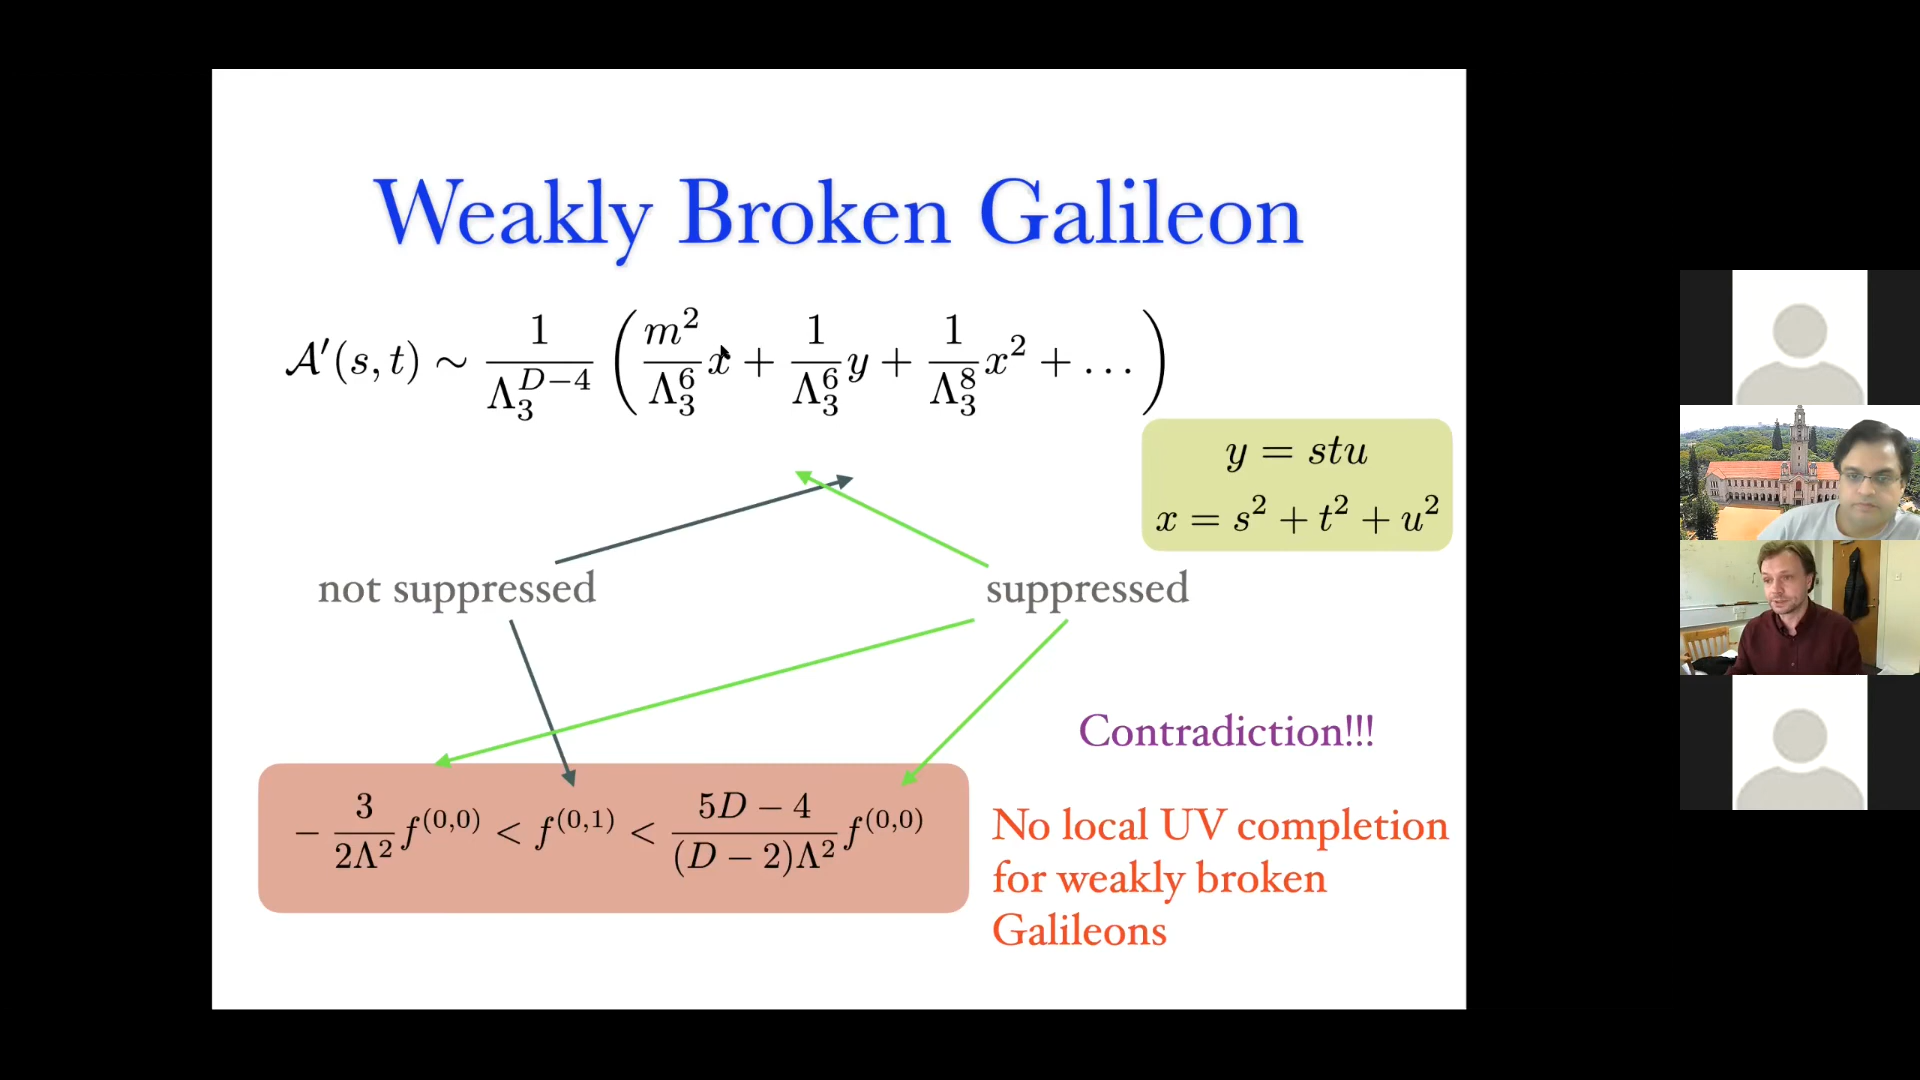 Weakly Broken Galileon
𝒜′(s, t) ∼ 1/Λ₃^{D−4} ( m²/Λ₃⁶ x + 1/Λ₃⁶ y + 1/Λ₃⁸ x² + … )
y = stu
x = s² + t² + u²
not suppressed
suppressed
Contradiction!!!
− 3/(2Λ²) f^{(0,0)} < f^{(0,1)} < (5D − 4)/((D − 2)Λ²) f^{(0,0)}
No local UV completion
for weakly broken
Galileons